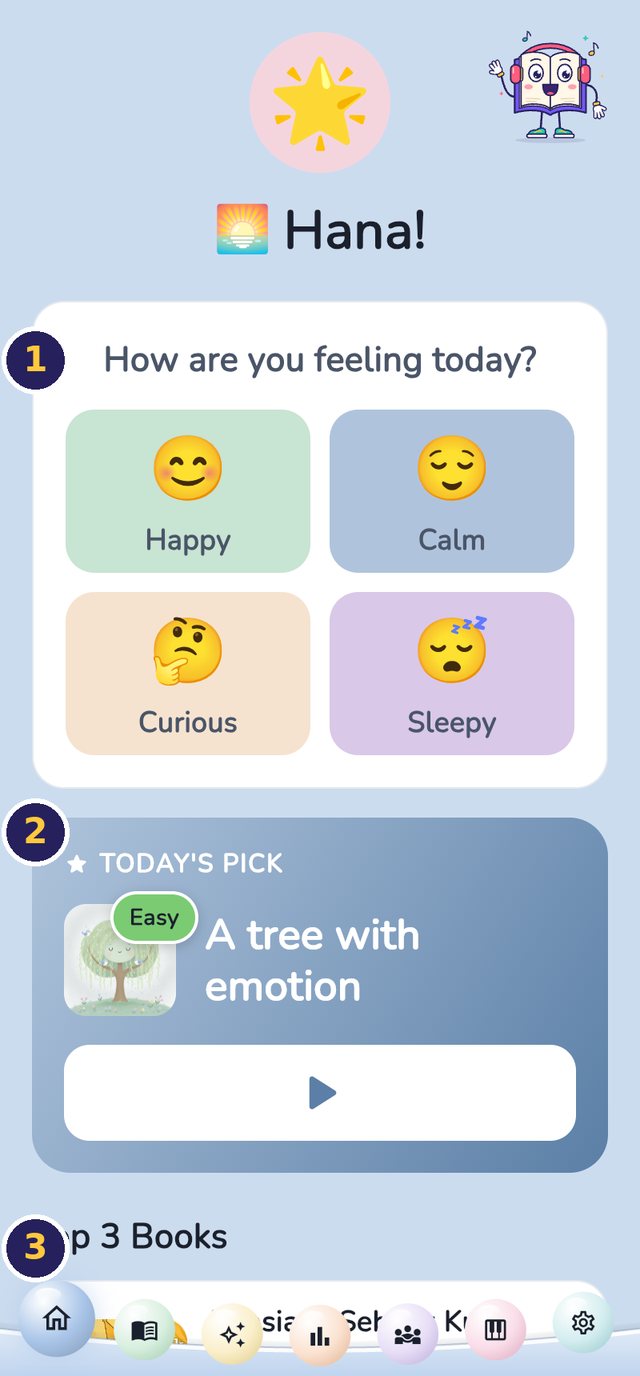 Hana!
1
How are you feeling today?
Happy
Calm
Curious
Sleepy
2
TODAY'S PICK
Easy
A tree with
emotion
3
p 3 Books